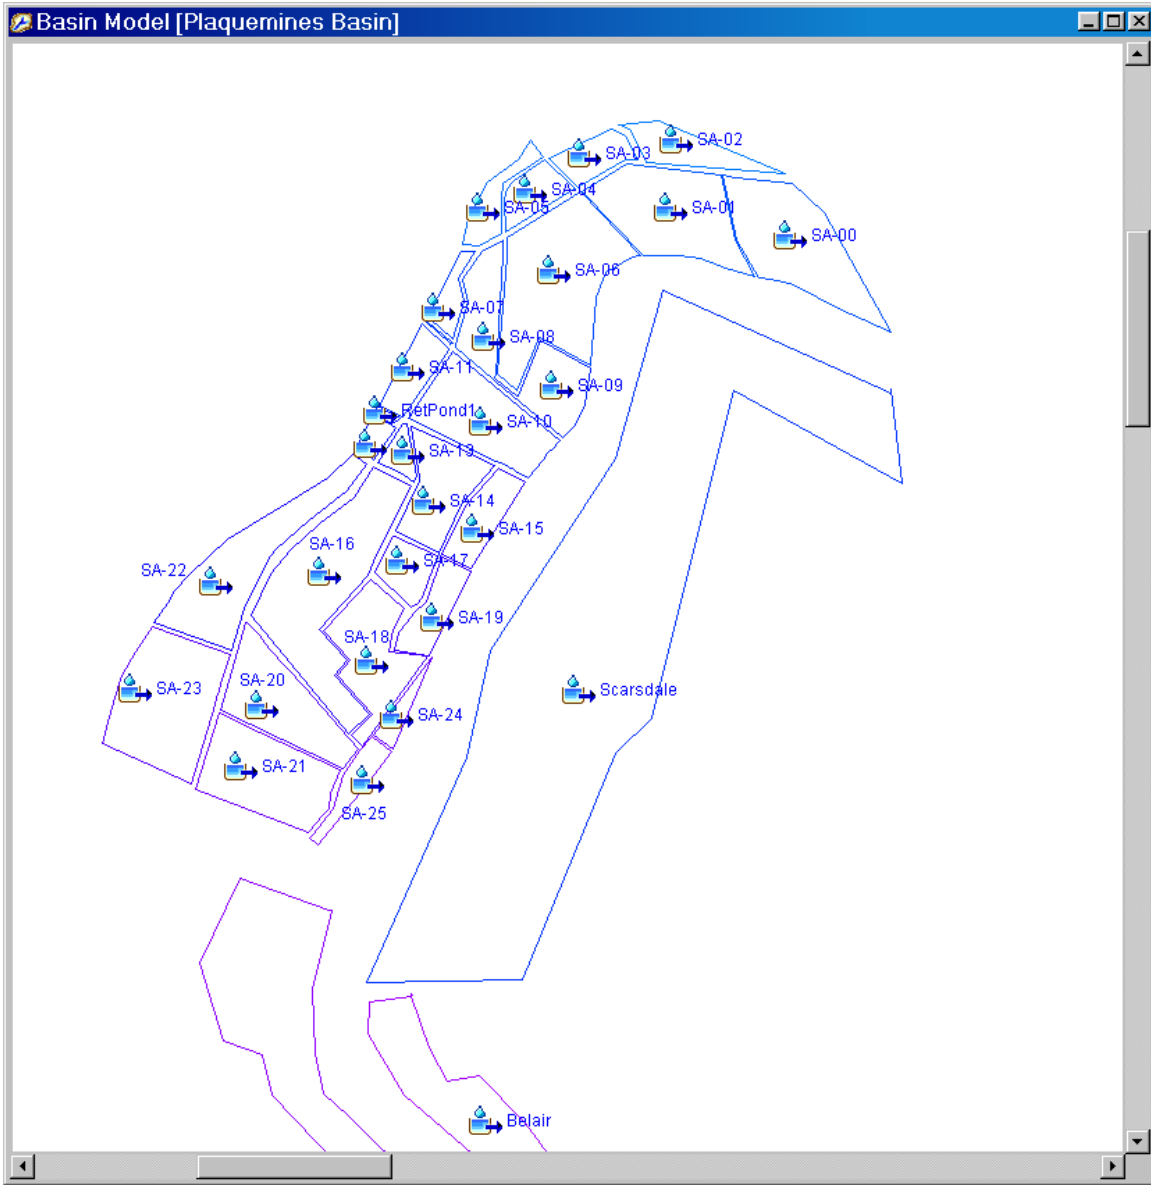 Basin Model [Plaquemines Basin]
SA-02
SA-03
SA-04
SA-05
SA-01
SA-00
SA-06
SA-07
SA-08
SA-11
SA-09
RetPond1
SA-10
SA-13
SA-14
SA-15
SA-16
SA-17
SA-22
SA-19
SA-18
SA-20
SA-23
Scarsdale
SA-24
SA-21
SA-25
Belair